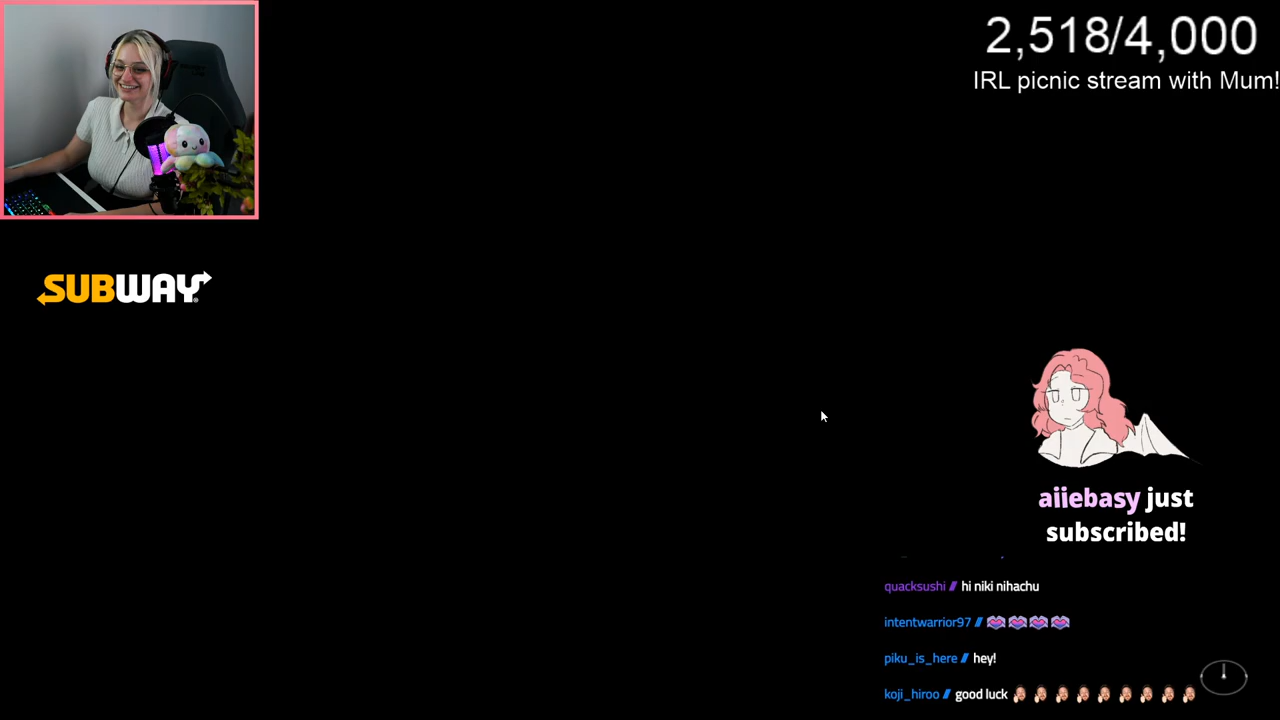 2,518/4,000
IRL picnic stream with Mum!
SUBWAY®
aiiebasy just
subscribed!
quacksushi // hi niki nihachu
intentwarrior97 //
piku_is_here // hey!
koji_hiroo // good luck